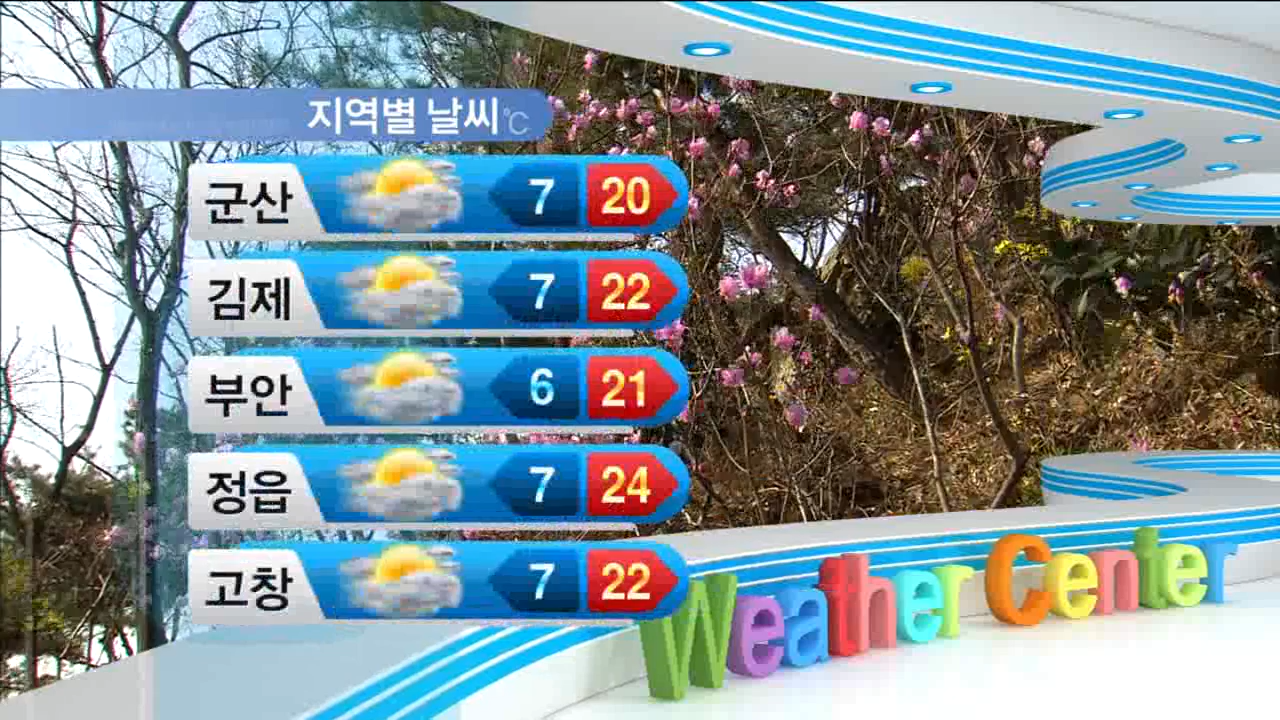 지역별 날씨 ℃
군산 7 20
김제 7 22
부안 6 21
정읍 7 24
고창 7 22
Weather Center